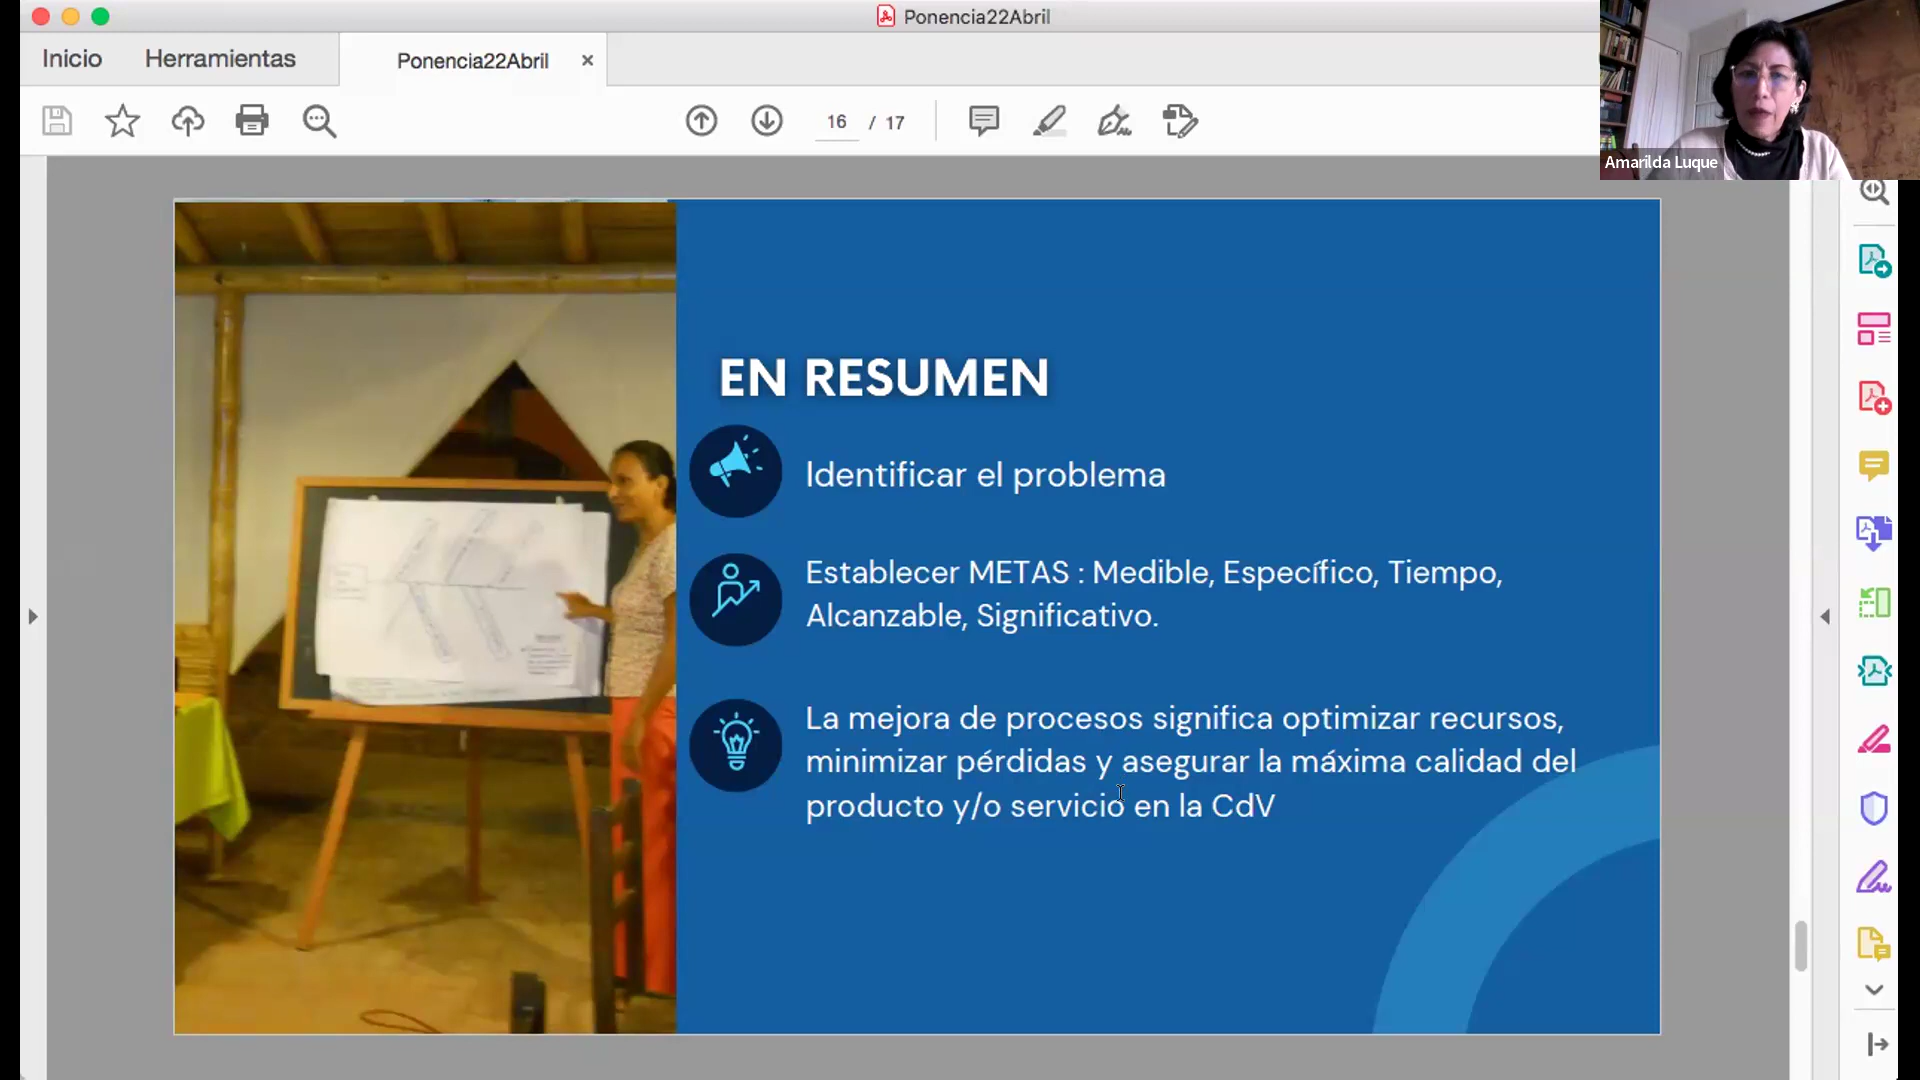 Ponencia22Abril
Inicio
Herramientas
Ponencia22Abril
16 / 17
Amarilda Luque
EN RESUMEN
Identificar el problema
Establecer METAS : Medible, Específico, Tiempo,
Alcanzable, Significativo.
La mejora de procesos significa optimizar recursos,
minimizar pérdidas y asegurar la máxima calidad del
producto y/o servicio en la CdV